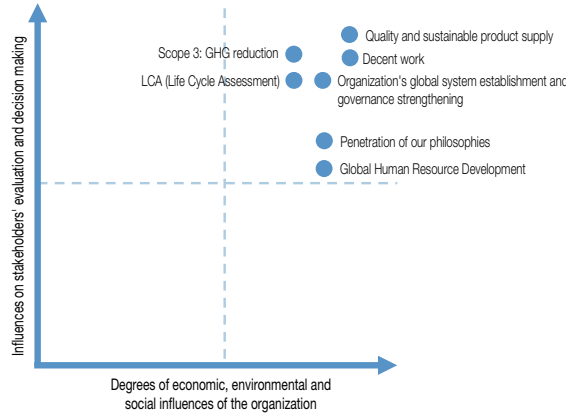 Influences on stakeholders' evaluation and decision making
Quality and sustainable product supply
Scope 3: GHG reduction
Decent work
LCA (Life Cycle Assessment)
Organization's global system establishment and
governance strengthening
Penetration of our philosophies
Global Human Resource Development
Degrees of economic, environmental and
social influences of the organization